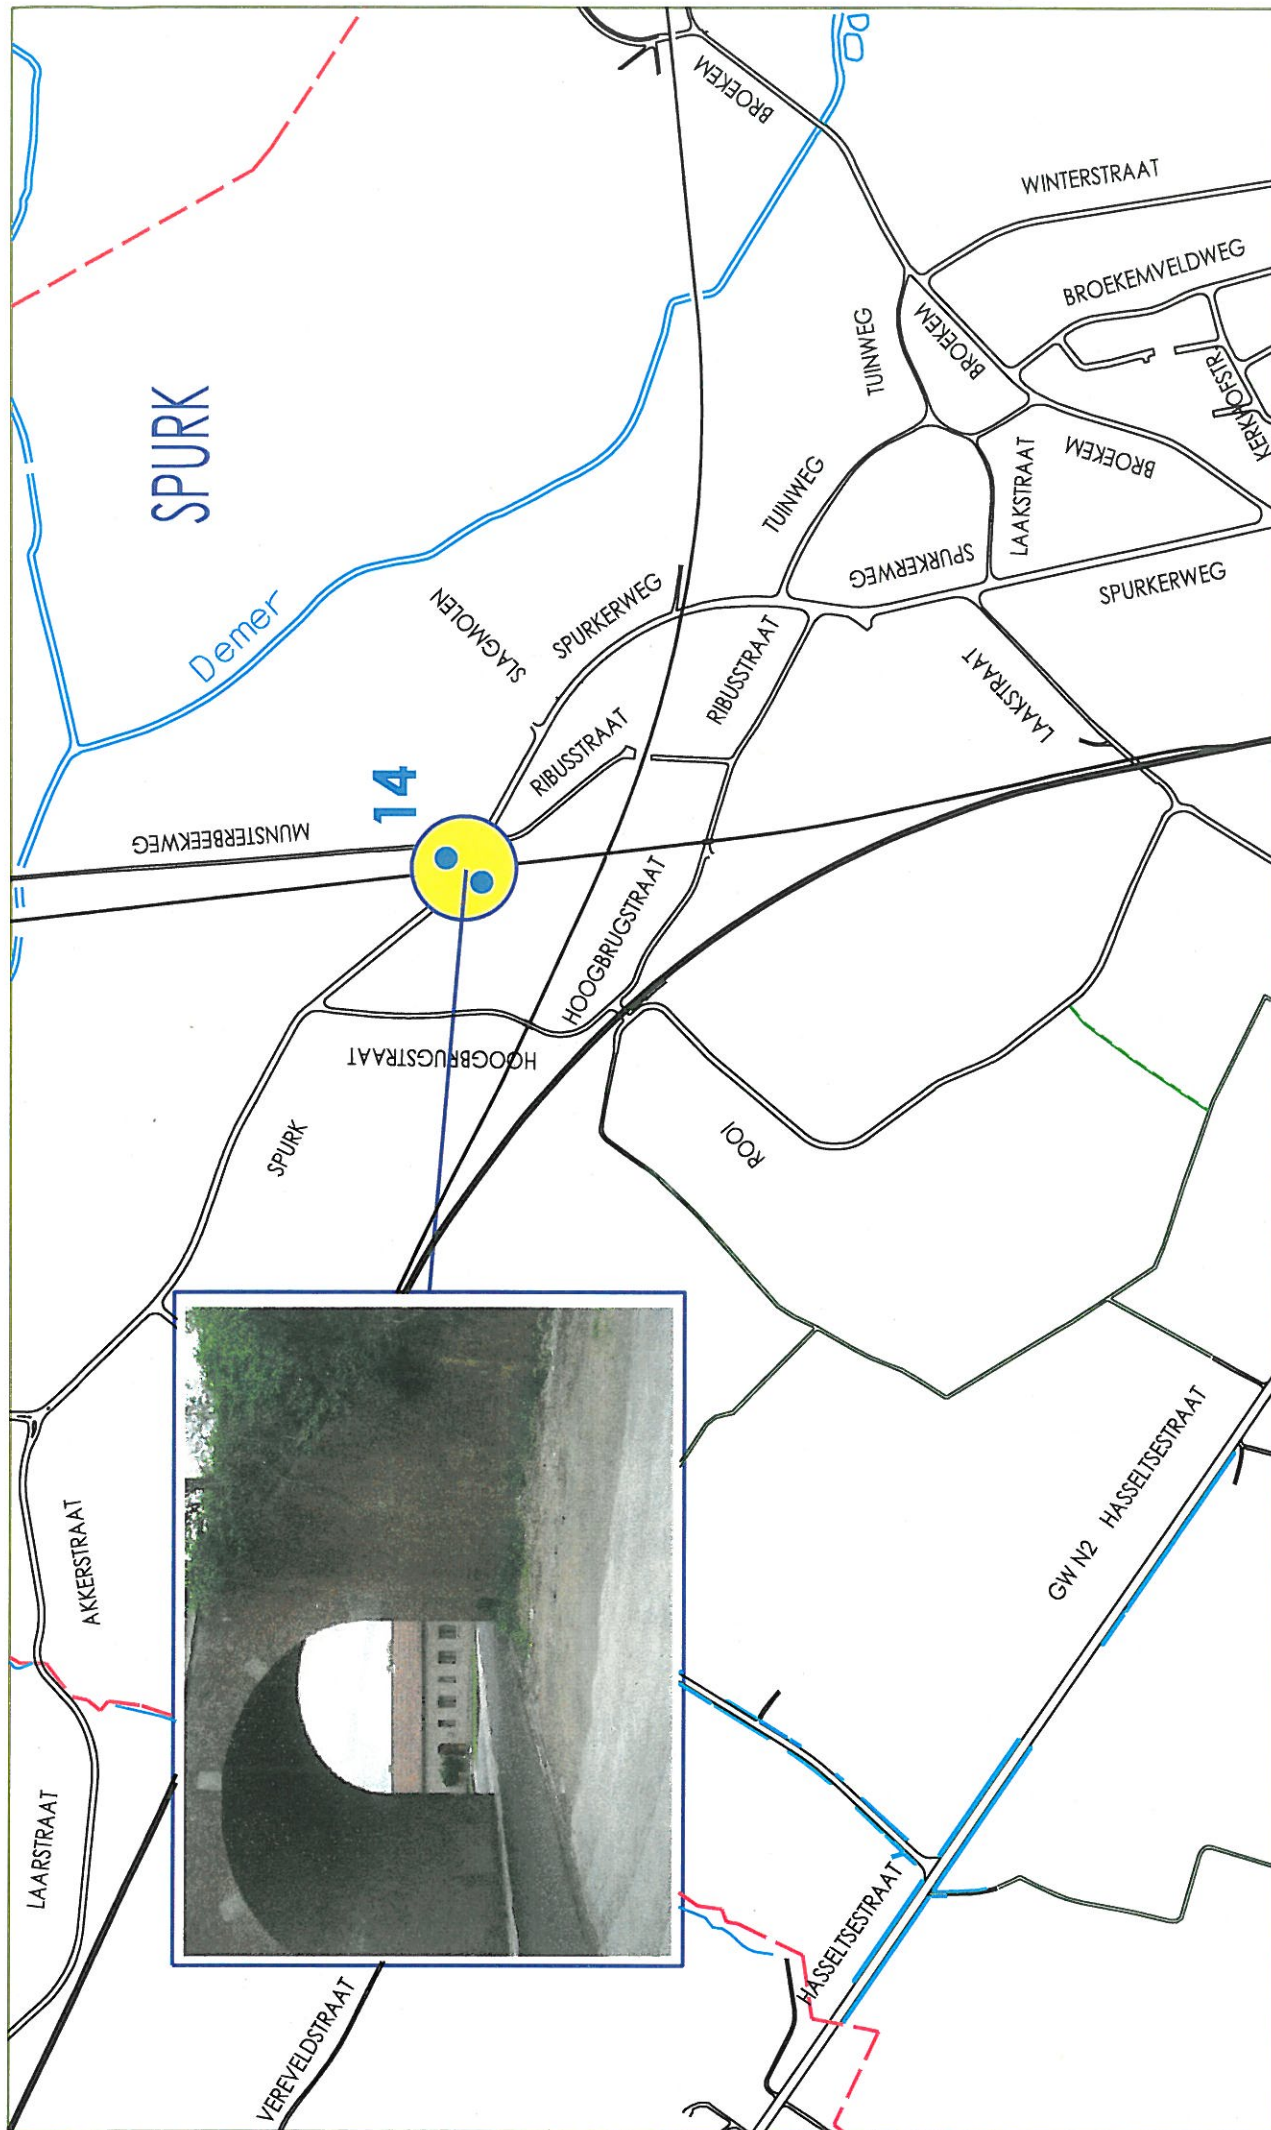 BROEKEM
WINTERSTRAAT
BROEKEMVELDWEG
SPURK
TUINWEG
BROEKEM
KERKHOFSTR.
TUINWEG
LAAKSTRAAT
BROEKEM
SPURKERWEG
SPURKERWEG
Demer
SLAGMOLEN
SPURKERWEG
RIBUSSTRAAT
LAAKSTRAAT
RIBUSSTRAAT
14
MUNSTERBEEKWEG
HOOGBRUGSTRAAT
HOOGBRUGSTRAAT
SPURK
ROOI
AKKERSTRAAT
GW N2 HASSELTSESTRAAT
LAARSTRAAT
HASSELTSESTRAAT
VEREVELDSTRAAT